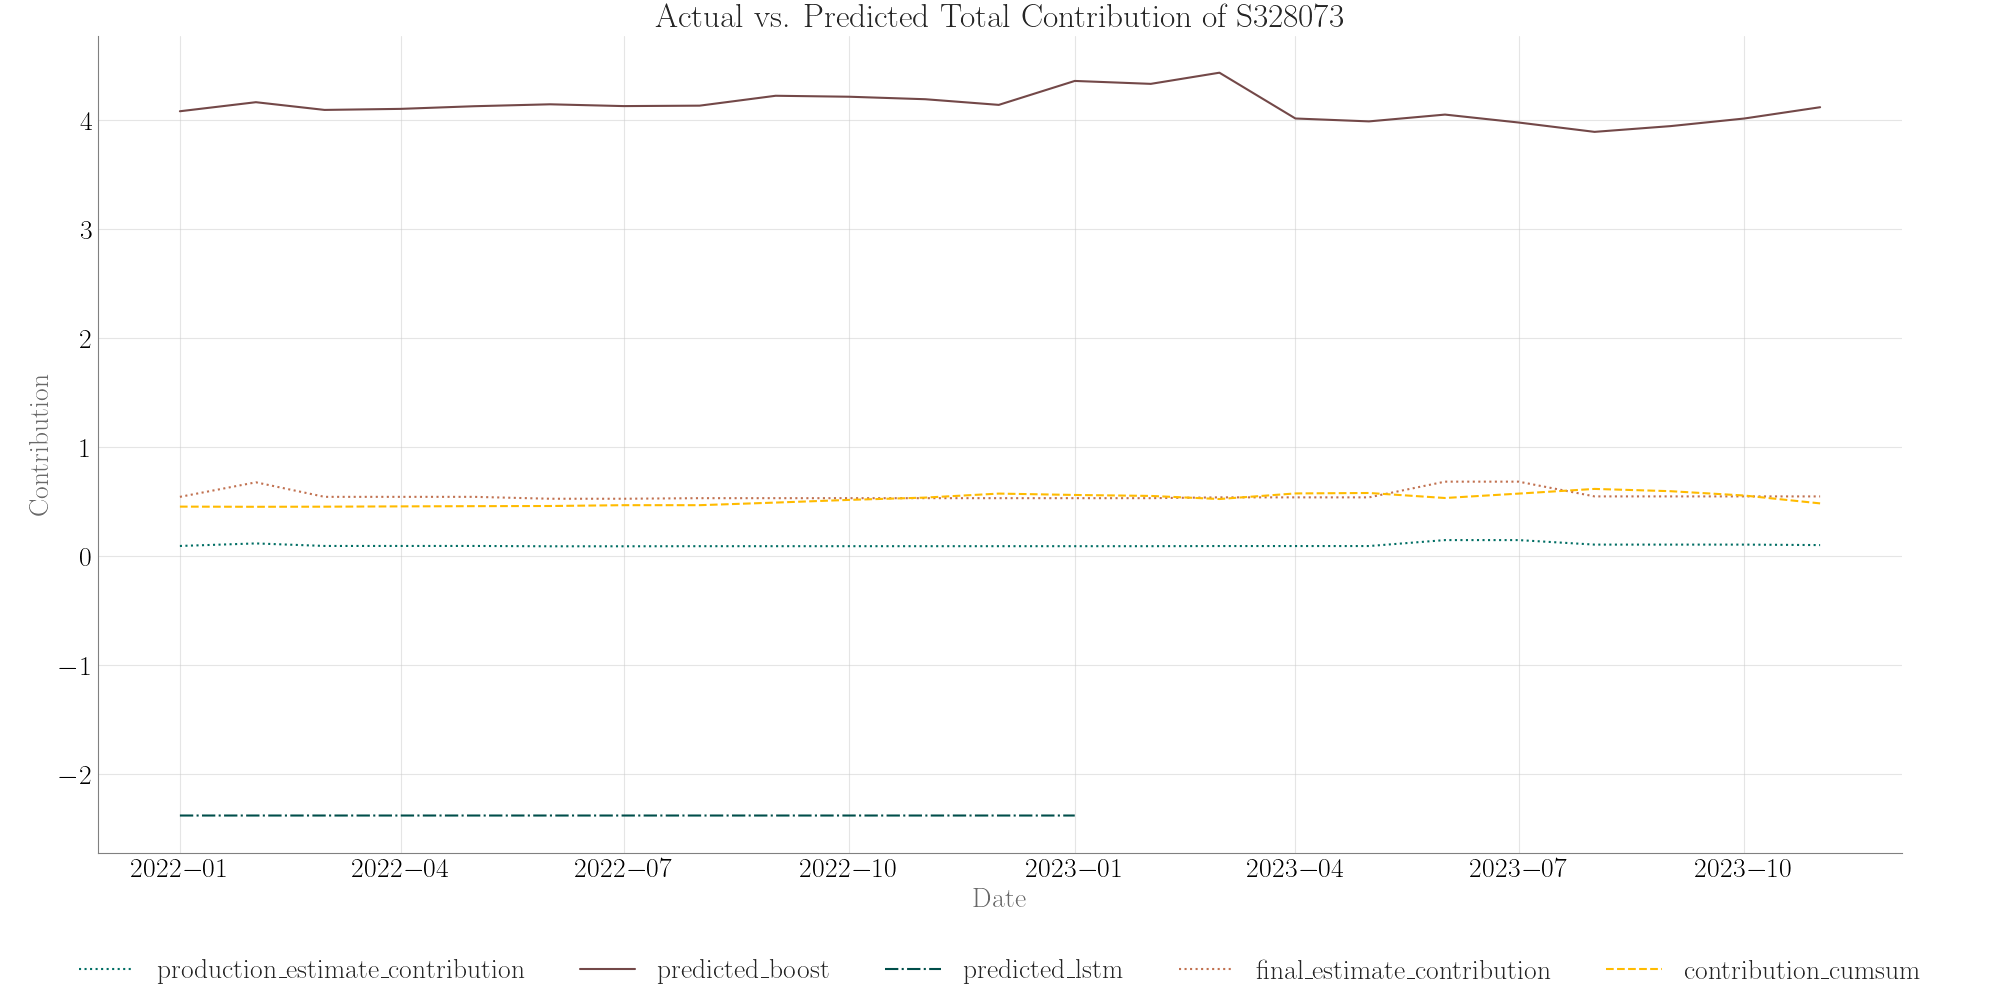 Actual vs. Predicted Total Contribution of S328073
4
3
2
1
0
−1
−2
Contribution
2022−01 2022−04 2022−07 2022−10 2023−01 2023−04 2023−07 2023−10
Date
production_estimate_contribution predicted_boost predicted_lstm final_estimate_contribution contribution_cumsum